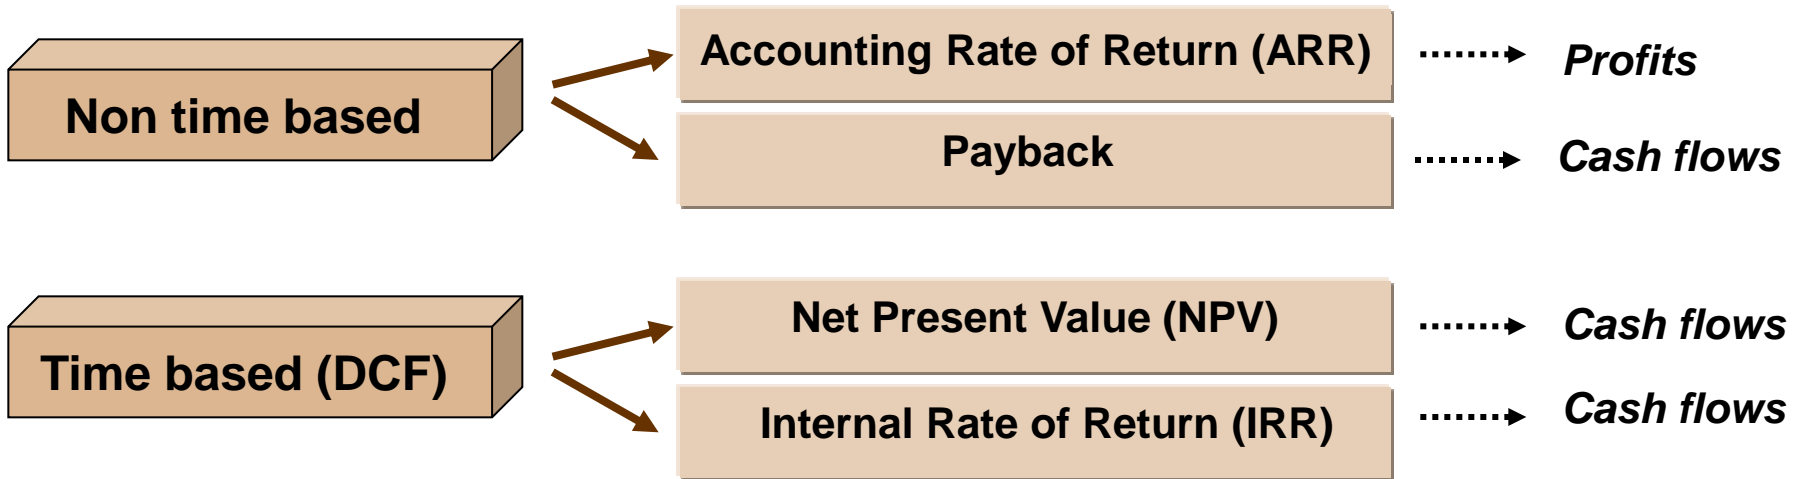 Non time based
Accounting Rate of Return (ARR)
Profits
Payback
Cash flows
Time based (DCF)
Net Present Value (NPV)
Cash flows
Internal Rate of Return (IRR)
Cash flows